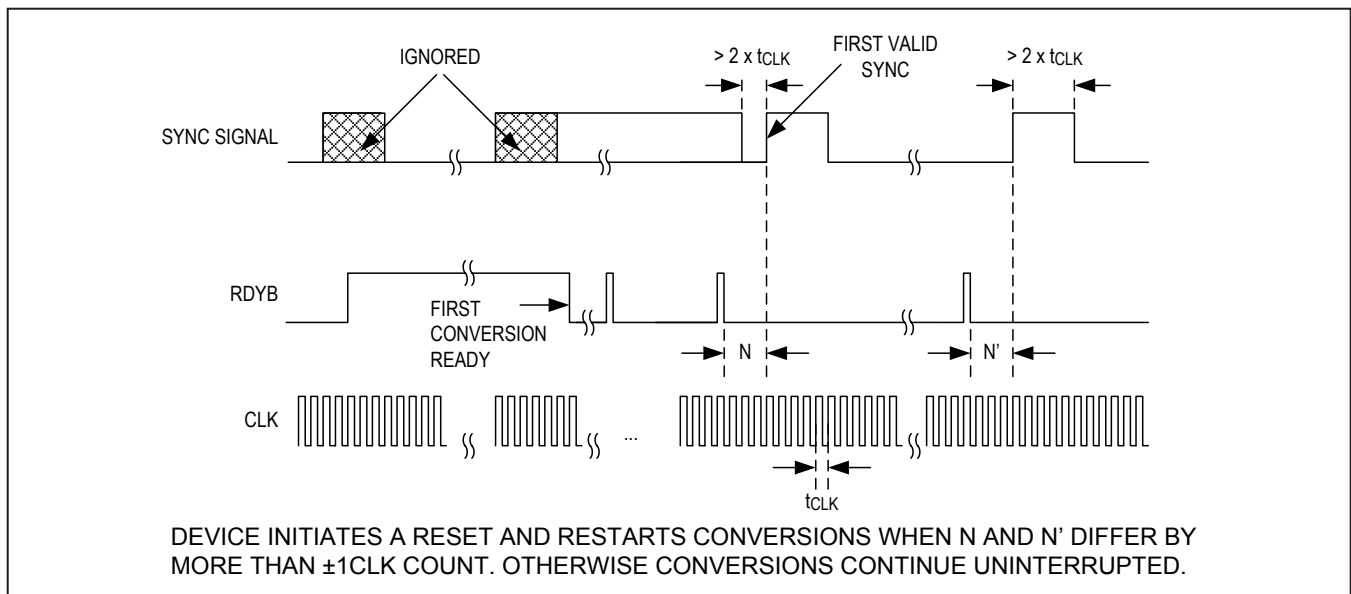 IGNORED
> 2 x tCLK
FIRST VALID
SYNC
> 2 x tCLK
SYNC SIGNAL
RDYB
FIRST
CONVERSION
READY
N
N'
CLK
...
tCLK
DEVICE INITIATES A RESET AND RESTARTS CONVERSIONS WHEN N AND N' DIFFER BY
MORE THAN ±1CLK COUNT. OTHERWISE CONVERSIONS CONTINUE UNINTERRUPTED.